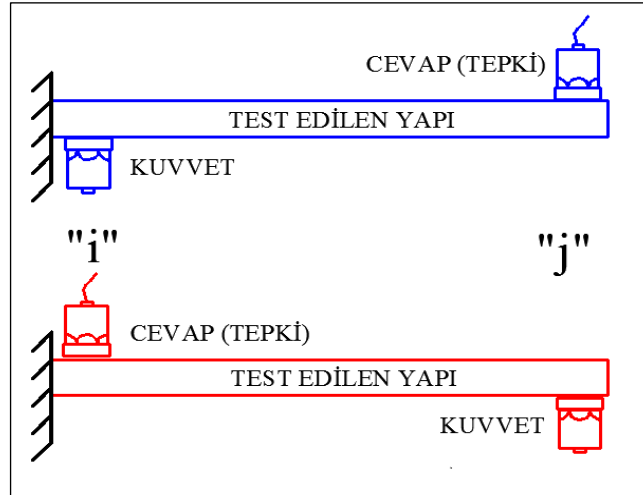 CEVAP (TEPKİ)
TEST EDİLEN YAPI
KUVVET
"i"
"j"
CEVAP (TEPKİ)
TEST EDİLEN YAPI
KUVVET